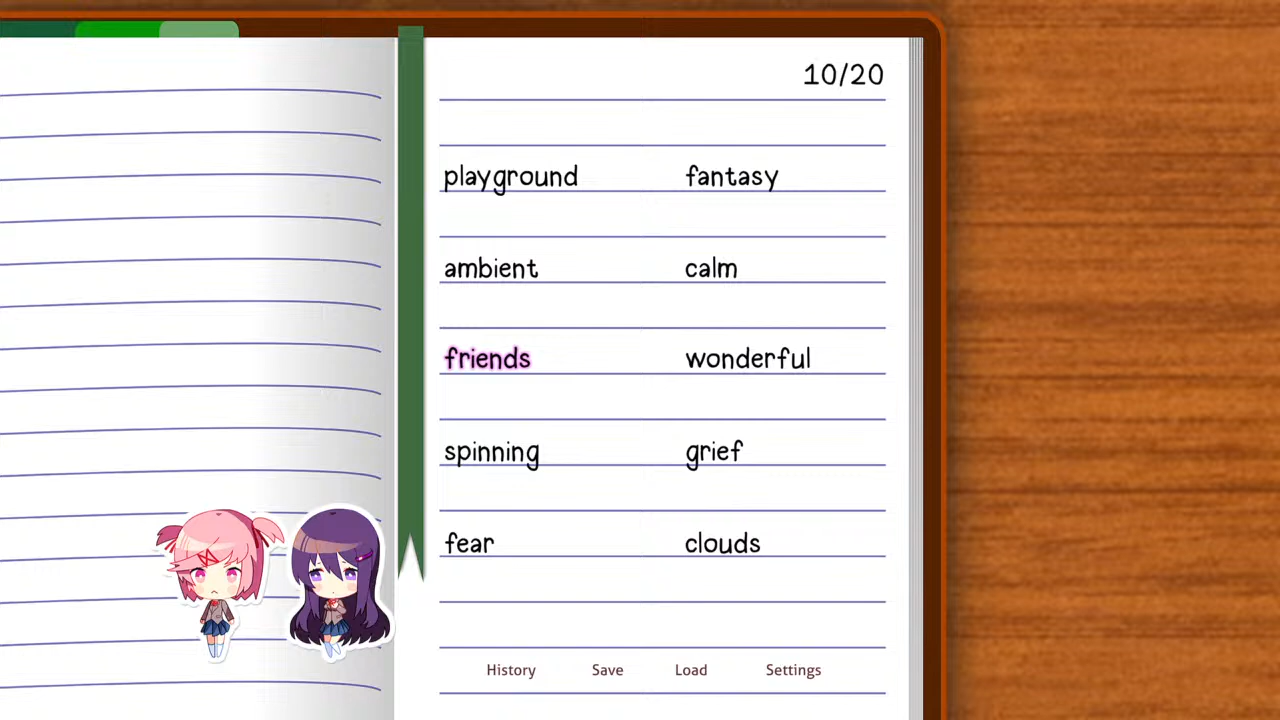 10/20
playground fantasy
ambient calm
friends wonderful
spinning grief
fear clouds
History Save Load Settings